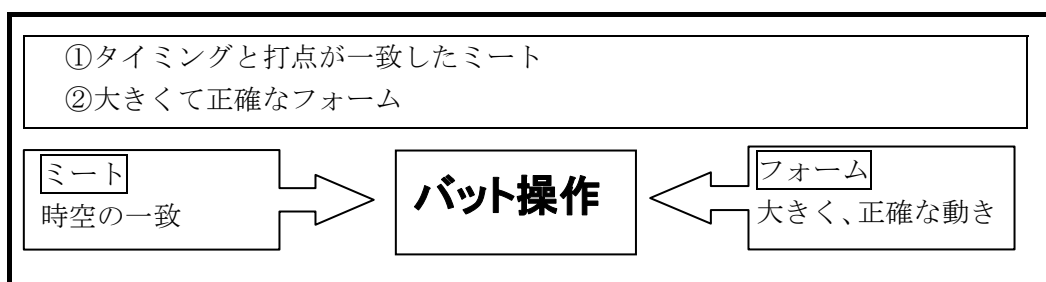 ①タイミングと打点が一致したミート
②大きくて正確なフォーム
ミート
時空の一致
バット操作
フォーム
大きく、正確な動き